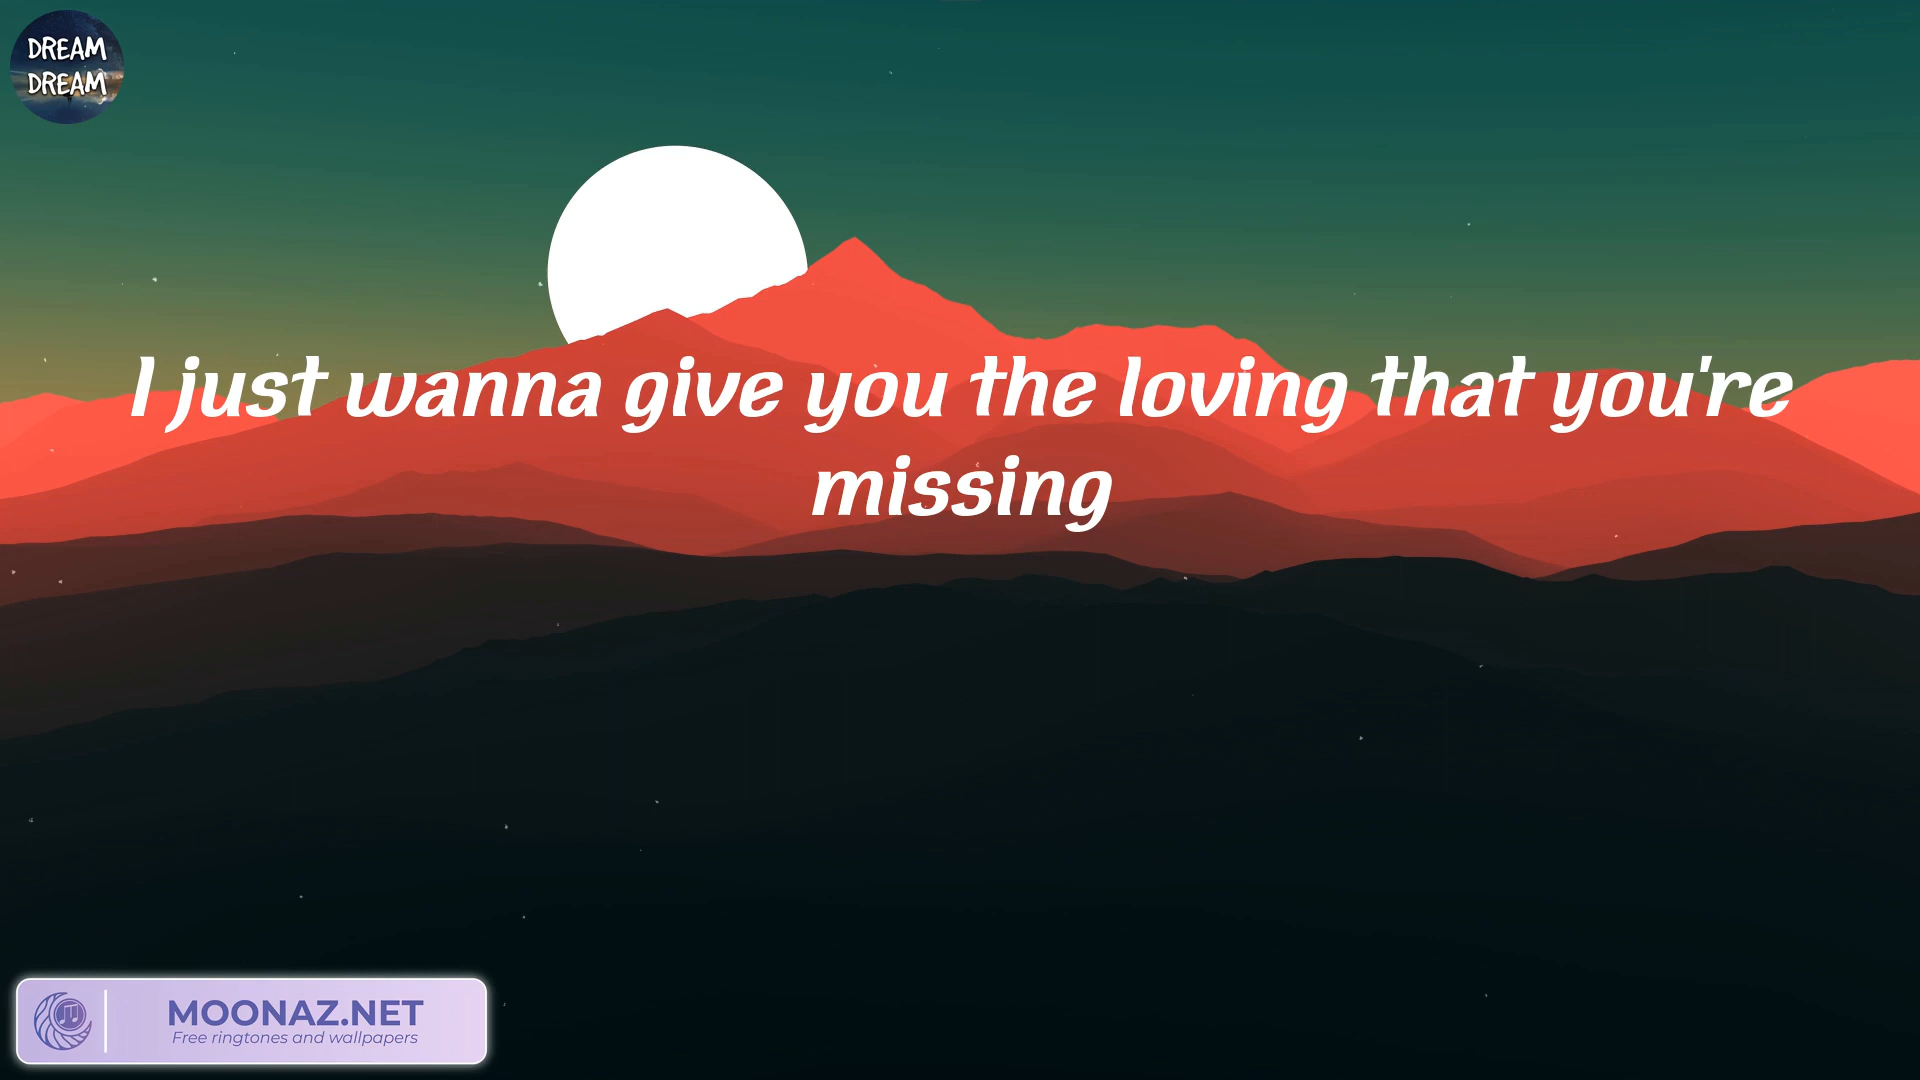 DREAM
DREAM
I just wanna give you the loving that you're
missing
MOONAZ.NET
Free ringtones and wallpapers